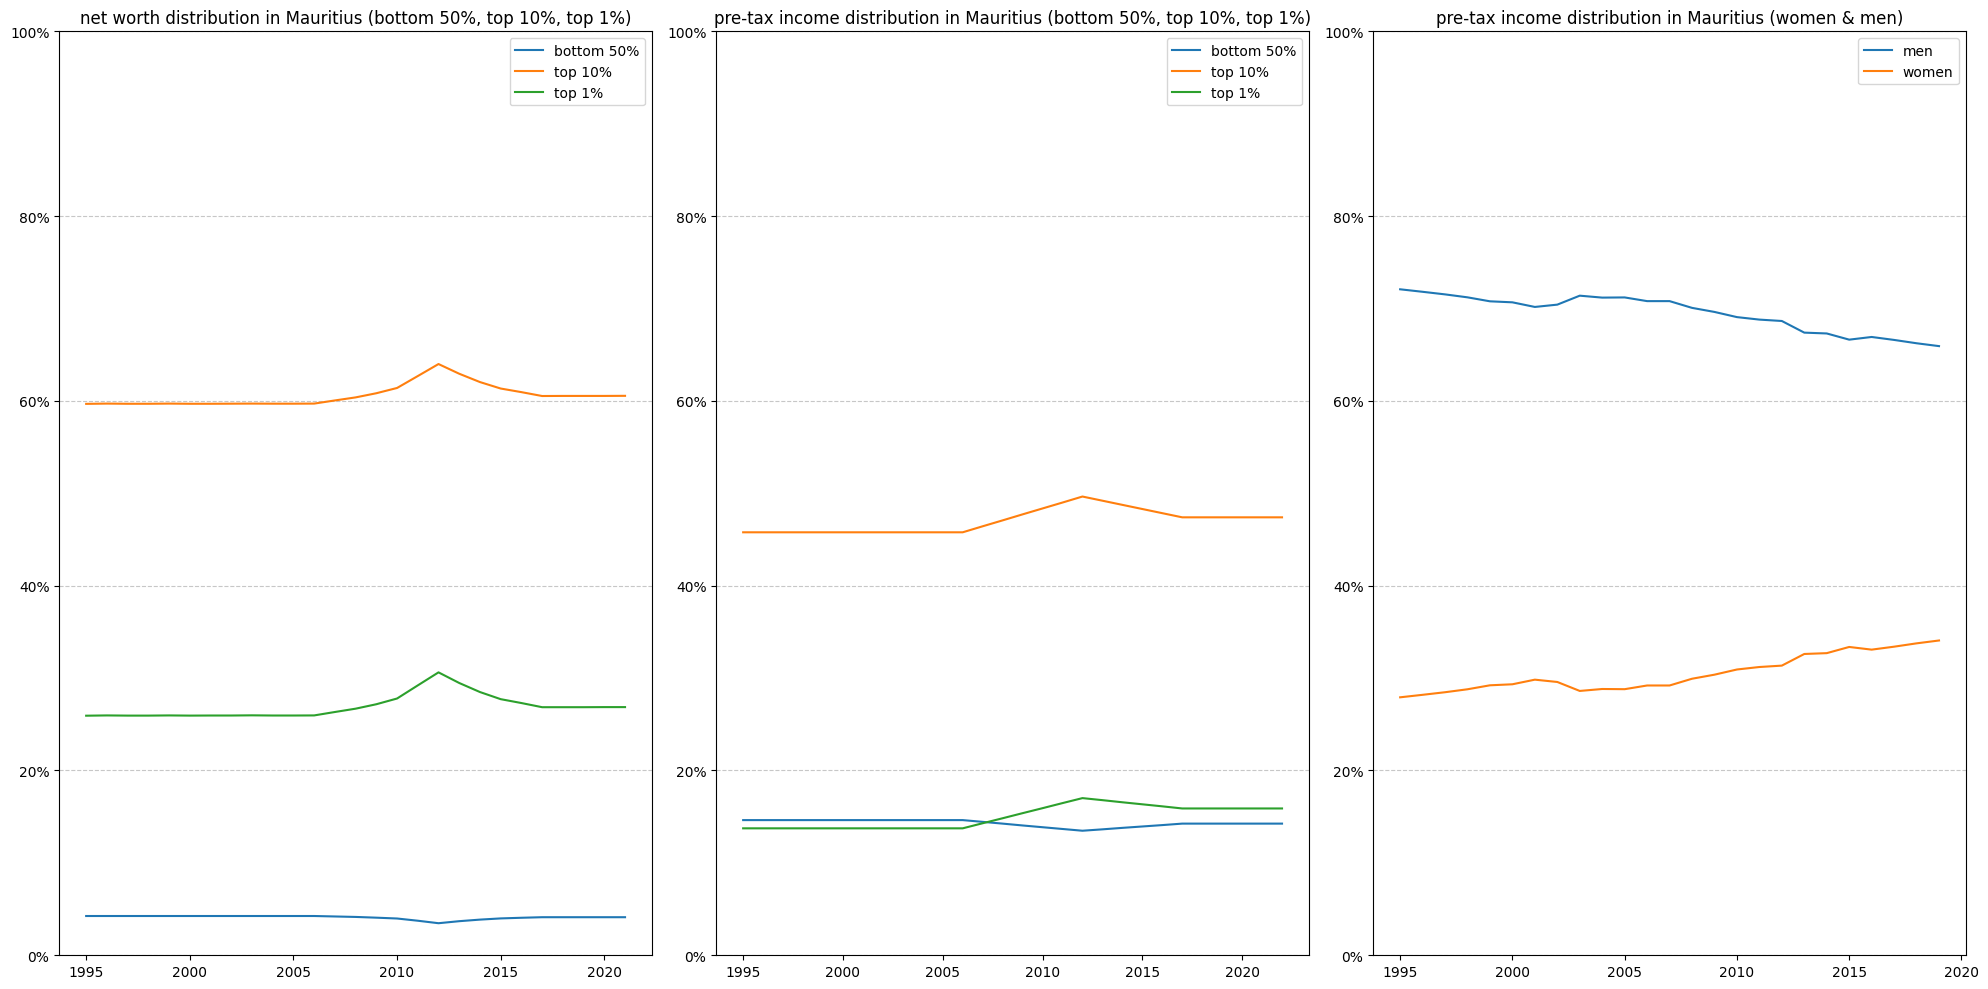 net worth distribution in Mauritius (bottom 50%, top 10%, top 1%)
100%
80%
60%
40%
20%
0%
1995 2000 2005 2010 2015 2020
bottom 50%
top 10%
top 1%
pre-tax income distribution in Mauritius (bottom 50%, top 10%, top 1%)
100%
80%
60%
40%
20%
0%
1995 2000 2005 2010 2015 2020
bottom 50%
top 10%
top 1%
pre-tax income distribution in Mauritius (women & men)
100%
80%
60%
40%
20%
0%
1995 2000 2005 2010 2015 2020
men
women